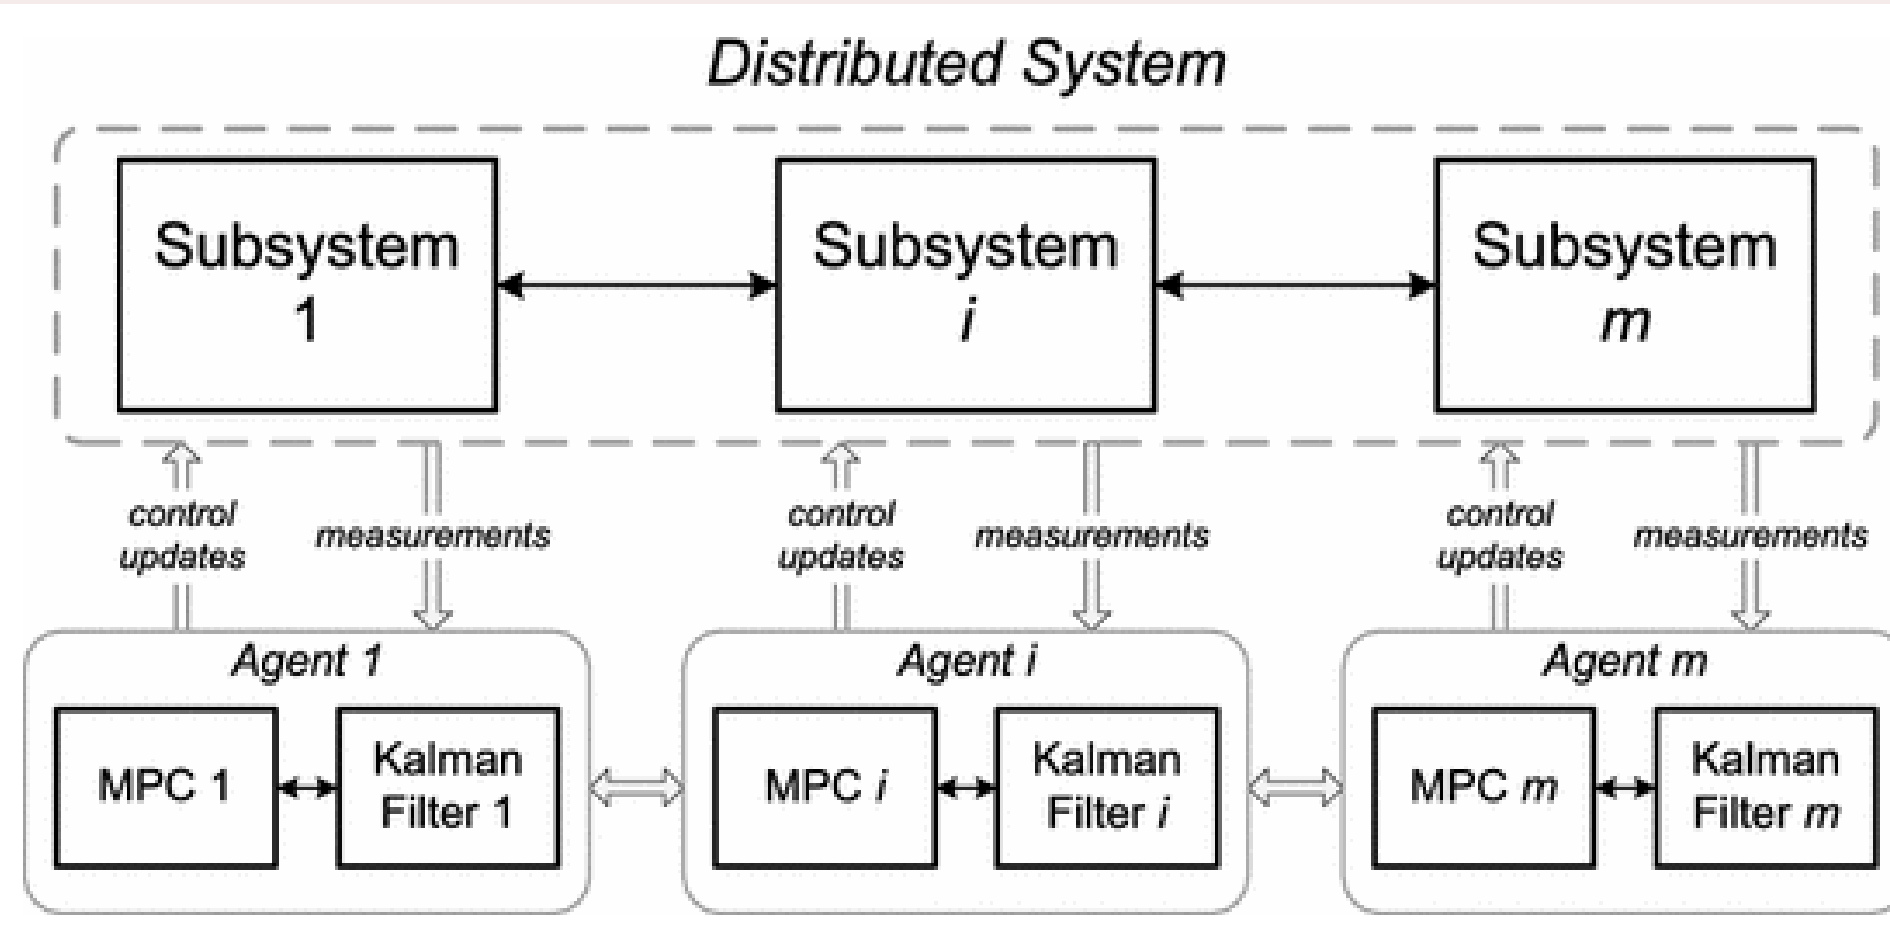 Distributed System
Subsystem
1
Subsystem
i
Subsystem
m
control
updates
measurements
control
updates
measurements
control
updates
measurements
Agent 1
MPC 1
Kalman
Filter 1
Agent i
MPC i
Kalman
Filter i
Agent m
MPC m
Kalman
Filter m